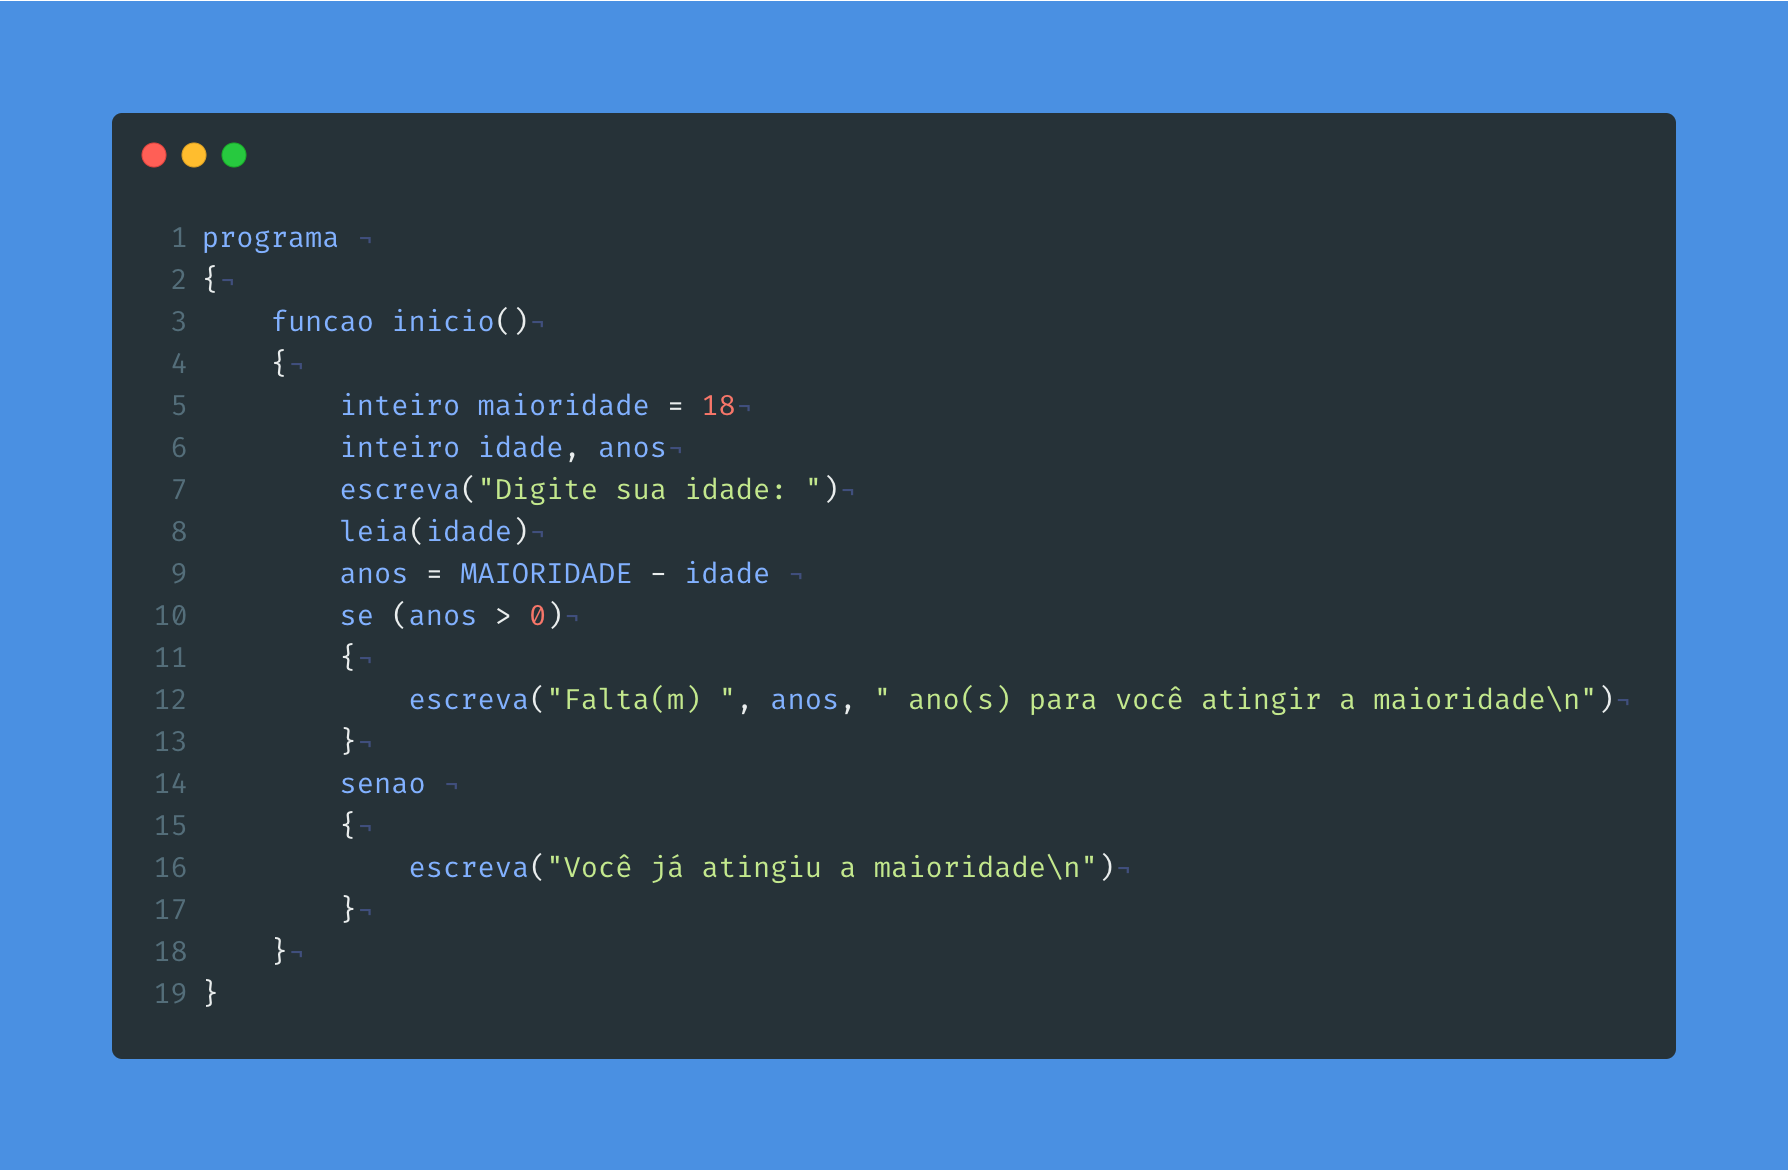 1 programa ¬
2 {¬
3     funcao inicio()¬
4     {¬
5         inteiro maioridade = 18¬
6         inteiro idade, anos¬
7         escreva("Digite sua idade: ")¬
8         leia(idade)¬
9         anos = MAIORIDADE - idade ¬
10         se (anos > 0)¬
11         {¬
12             escreva("Falta(m) ", anos, " ano(s) para você atingir a maioridade\n")¬
13         }¬
14         senao ¬
15         {¬
16             escreva("Você já atingiu a maioridade\n")¬
17         }¬
18     }¬
19 }